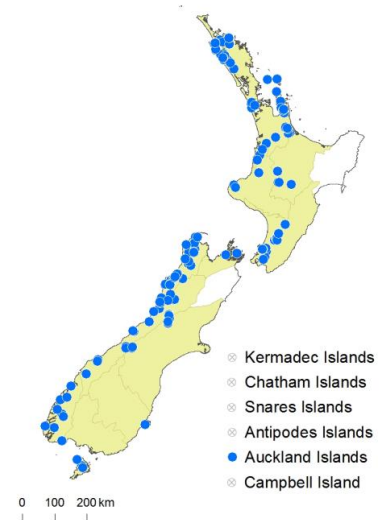 Kermadec Islands
Chatham Islands
Snares Islands
Antipodes Islands
Auckland Islands
Campbell Island
0 100 200 km